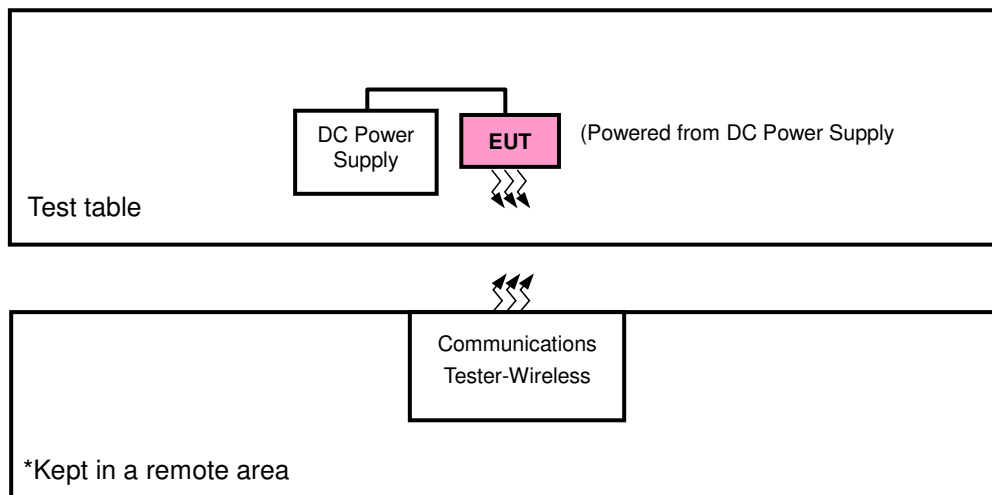 DC Power
Supply
EUT
(Powered from DC Power Supply
Test table
Communications
Tester-Wireless
*Kept in a remote area